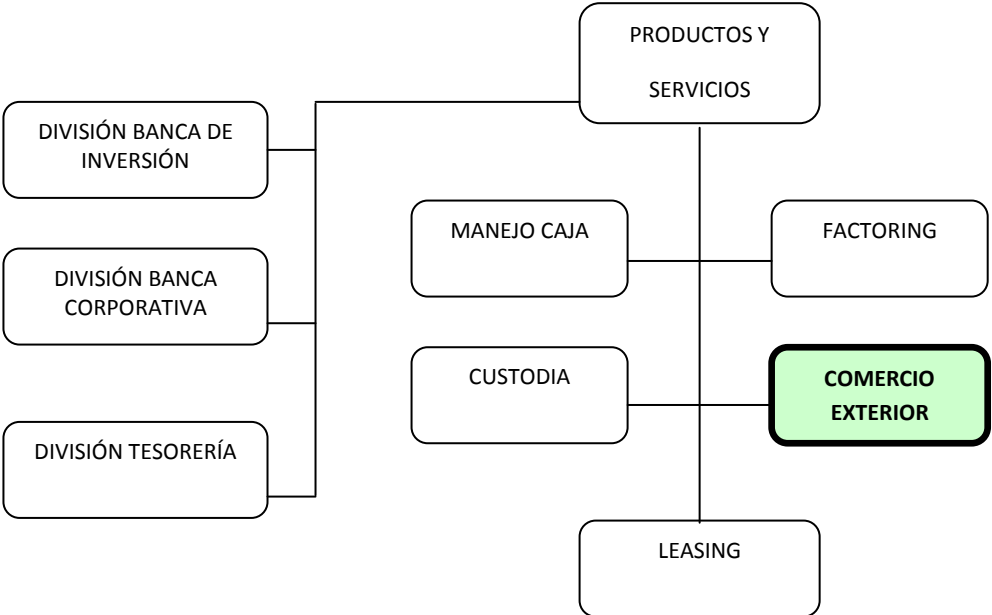 PRODUCTOS Y
SERVICIOS
DIVISIÓN BANCA DE
INVERSIÓN
DIVISIÓN BANCA
CORPORATIVA
DIVISIÓN TESORERÍA
MANEJO CAJA
FACTORING
CUSTODIA
COMERCIO
EXTERIOR
LEASING